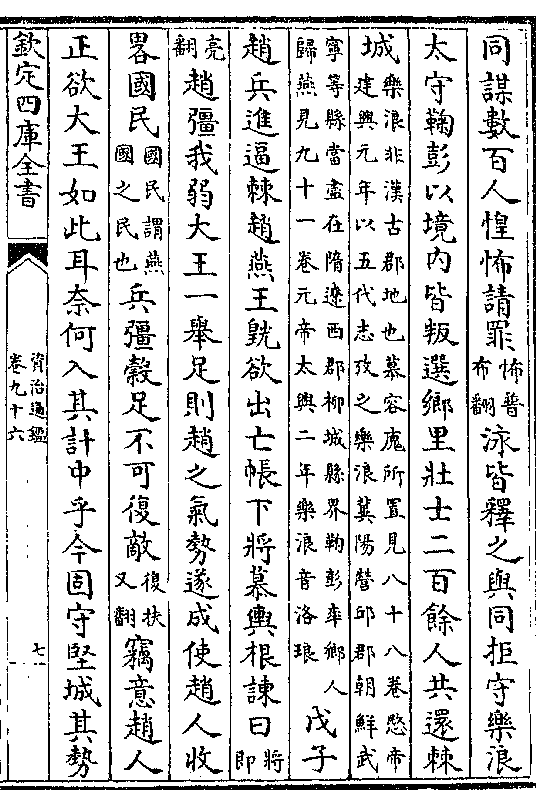 同謀數百人惶怖請罪怖普布翻泳皆釋之與同拒守樂浪
太守鞠彭以境内皆叛選鄉里壯士二百餘人共還棘
城樂浪非漢古郡地也慕容廆所置見八十八卷愍帝
建興元年以五代志攷之樂浪冀陽營邱郡朝鮮武
寧等縣當盡在隋遼西郡柳城縣界鞠彭率鄉人
歸燕見九十一卷元帝太興二年樂浪音洛琅戊子
趙兵進逼棘趙燕王皝欲出亡帳下將慕輿根諫曰將即
亮翻趙彊我弱大王一舉足則趙之氣勢遂成使趙人收
畧國民國民謂燕國之民也兵彊糓足不可復敵復扶又翻竊意趙人
正欲大王如此耳奈何入其計中乎今固守堅城其勢
欽定四庫全書
資治通鑑
卷九十六
七